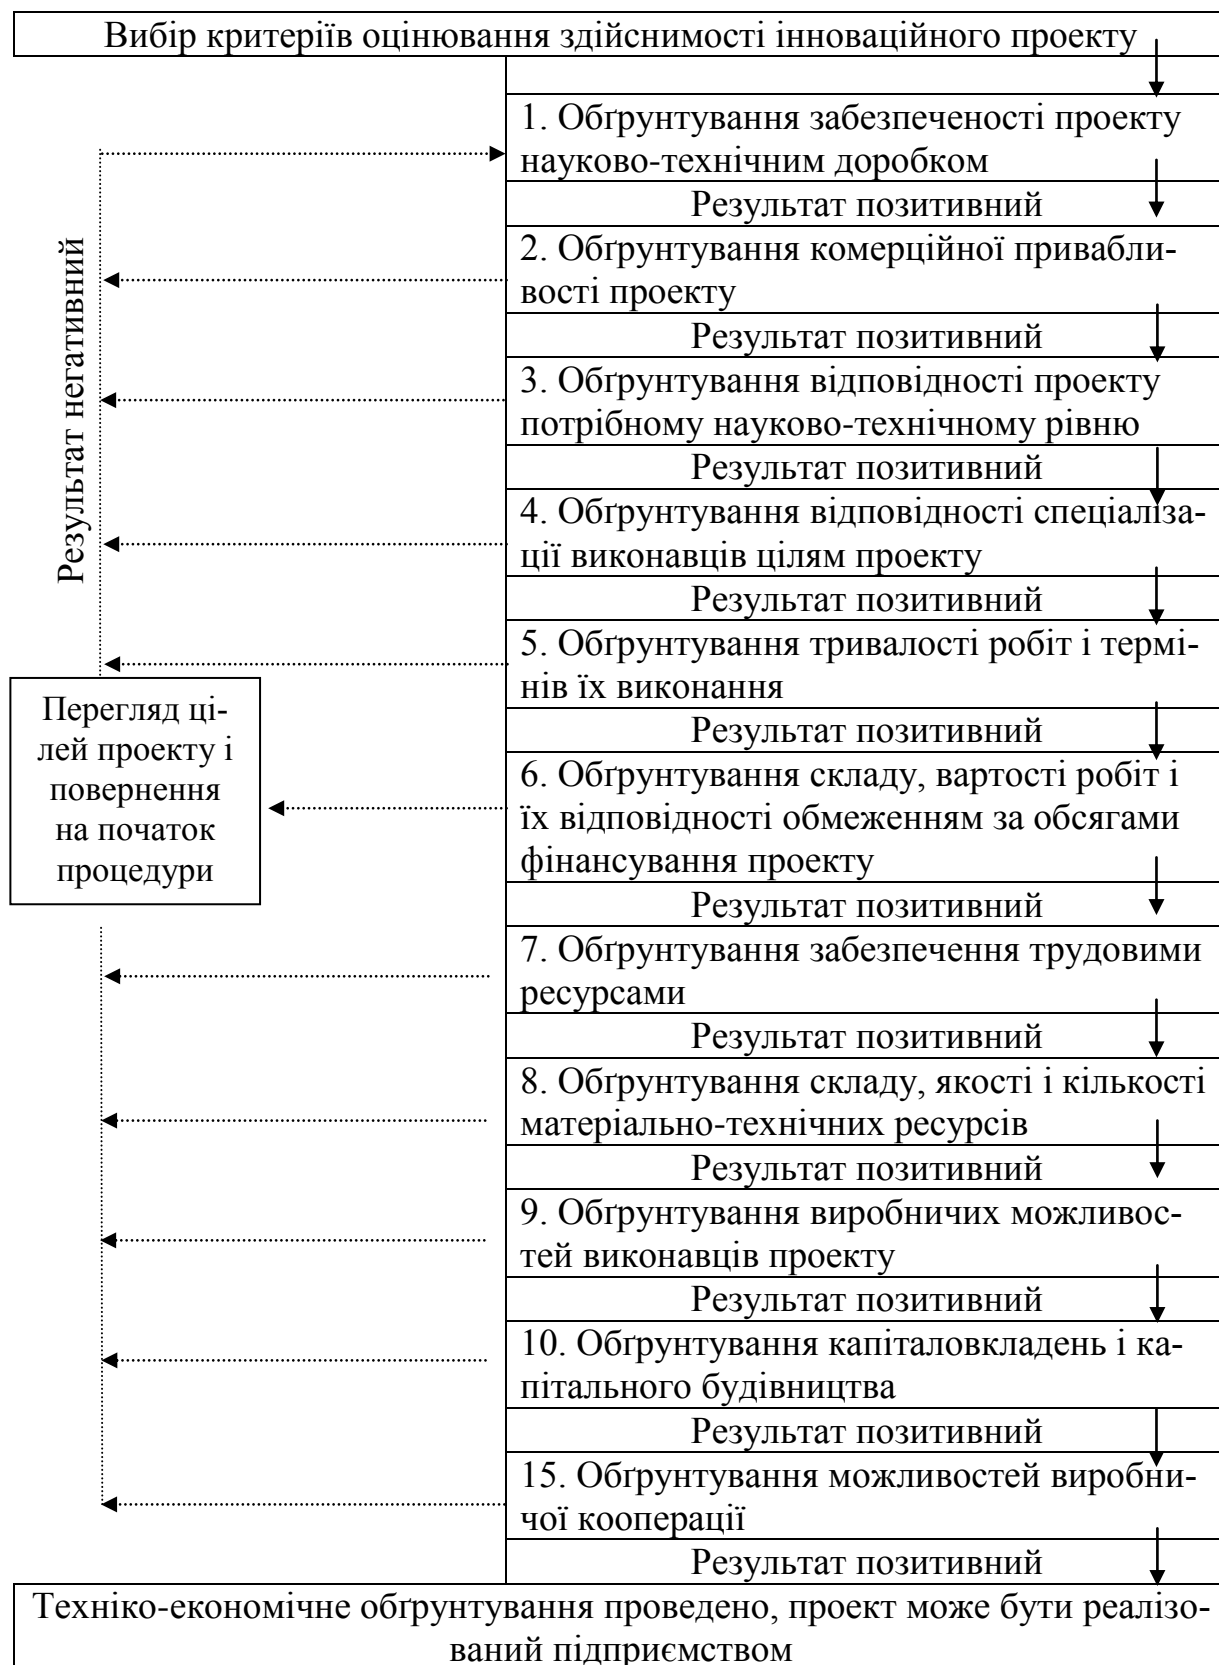 Вибір критеріїв оцінювання здійснимості інноваційного проекту
1. Обґрунтування забезпеченості проекту
науково-технічним доробком
Результат позитивний
2. Обґрунтування комерційної привабли-
вості проекту
Результат позитивний
3. Обґрунтування відповідності проекту
потрібному науково-технічному рівню
Результат позитивний
4. Обґрунтування відповідності спеціаліза-
ції виконавців цілям проекту
Результат позитивний
5. Обґрунтування тривалості робіт і термі-
нів їх виконання
Результат позитивний
6. Обґрунтування складу, вартості робіт і
їх відповідності обмеженням за обсягами
фінансування проекту
Результат позитивний
7. Обґрунтування забезпечення трудовими
ресурсами
Результат позитивний
8. Обґрунтування складу, якості і кількості
матеріально-технічних ресурсів
Результат позитивний
9. Обґрунтування виробничих можливос-
тей виконавців проекту
Результат позитивний
10. Обґрунтування капіталовкладень і ка-
пітального будівництва
Результат позитивний
15. Обґрунтування можливостей виробни-
чої кооперації
Результат позитивний
Результат негативний
Перегляд ці-
лей проекту і
повернення
на початок
процедури
Техніко-економічне обґрунтування проведено, проект може бути реалізо-
ваний підприємством